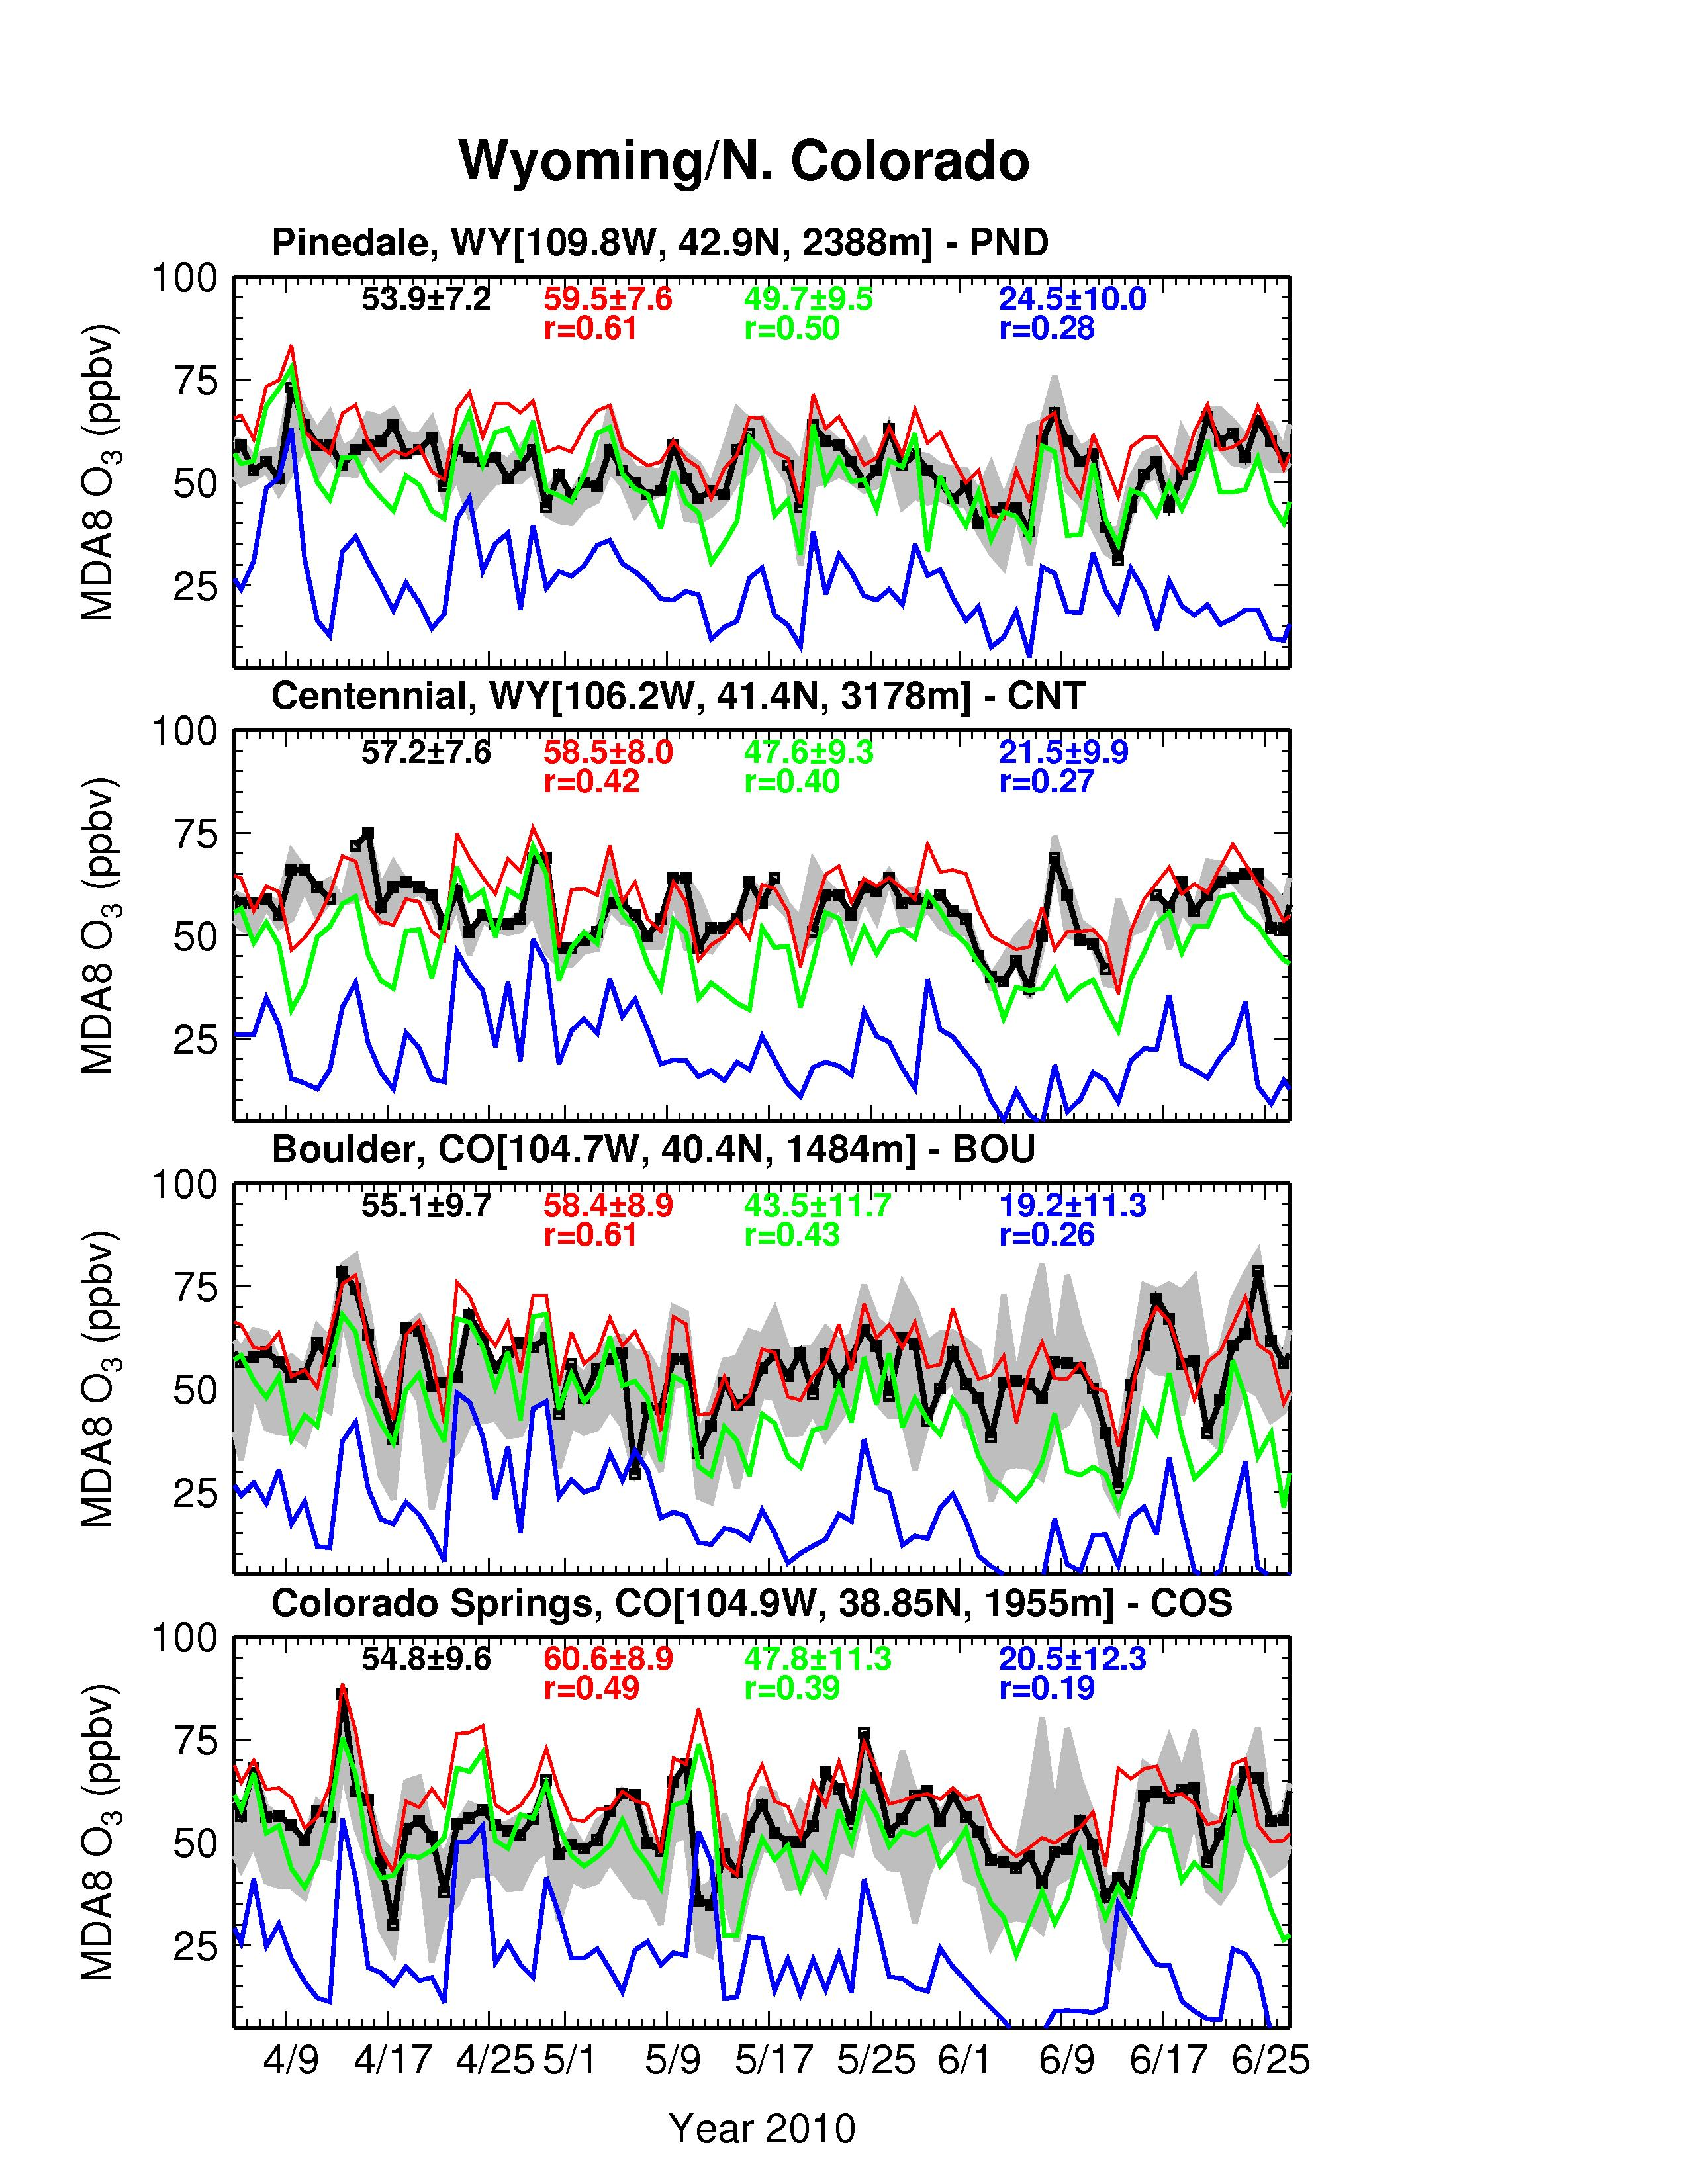 Wyoming/N. Colorado
Pinedale, WY[109.8W, 42.9N, 2388m] - PND
MDA8 O3 (ppbv)
100
75
50
25
53.9±7.2 59.5±7.6 49.7±9.5 24.5±10.0
r=0.61 r=0.50 r=0.28
Centennial, WY[106.2W, 41.4N, 3178m] - CNT
MDA8 O3 (ppbv)
100
75
50
25
57.2±7.6 58.5±8.0 47.6±9.3 21.5±9.9
r=0.42 r=0.40 r=0.27
Boulder, CO[104.7W, 40.4N, 1484m] - BOU
MDA8 O3 (ppbv)
100
75
50
25
55.1±9.7 58.4±8.9 43.5±11.7 19.2±11.3
r=0.61 r=0.43 r=0.26
Colorado Springs, CO[104.9W, 38.85N, 1955m] - COS
MDA8 O3 (ppbv)
100
75
50
25
54.8±9.6 60.6±8.9 47.8±11.3 20.5±12.3
r=0.49 r=0.39 r=0.19
4/9 4/17 4/25 5/1 5/9 5/17 5/25 6/1 6/9 6/17 6/25
Year 2010